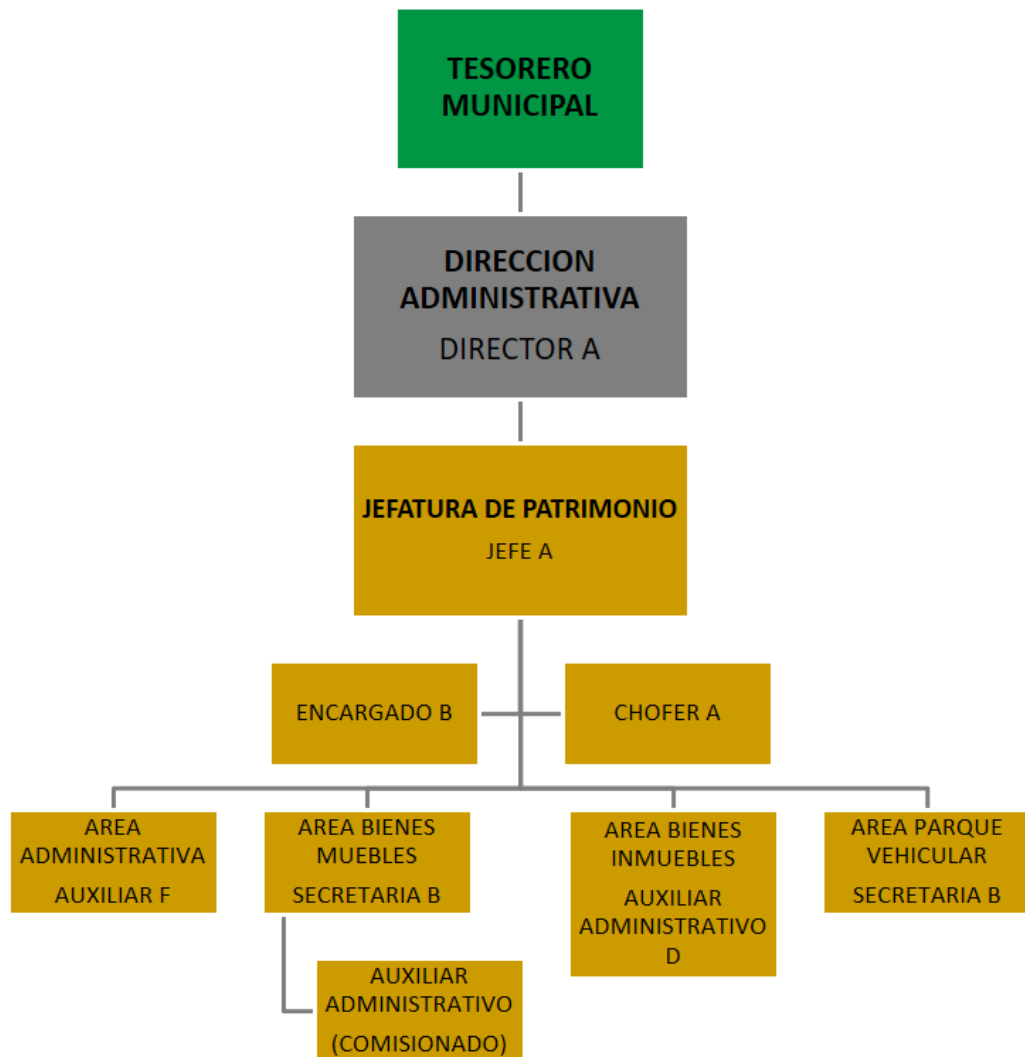 TESORERO
MUNICIPAL
DIRECCION
ADMINISTRATIVA
DIRECTOR A
JEFATURA DE PATRIMONIO
JEFE A
ENCARGADO B
CHOFER A
AREA
ADMINISTRATIVA
AUXILIAR F
AREA BIENES
MUEBLES
SECRETARIA B
AREA BIENES
INMUEBLES
AUXILIAR
ADMINISTRATIVO
D
AREA PARQUE
VEHICULAR
SECRETARIA B
AUXILIAR
ADMINISTRATIVO
(COMISIONADO)